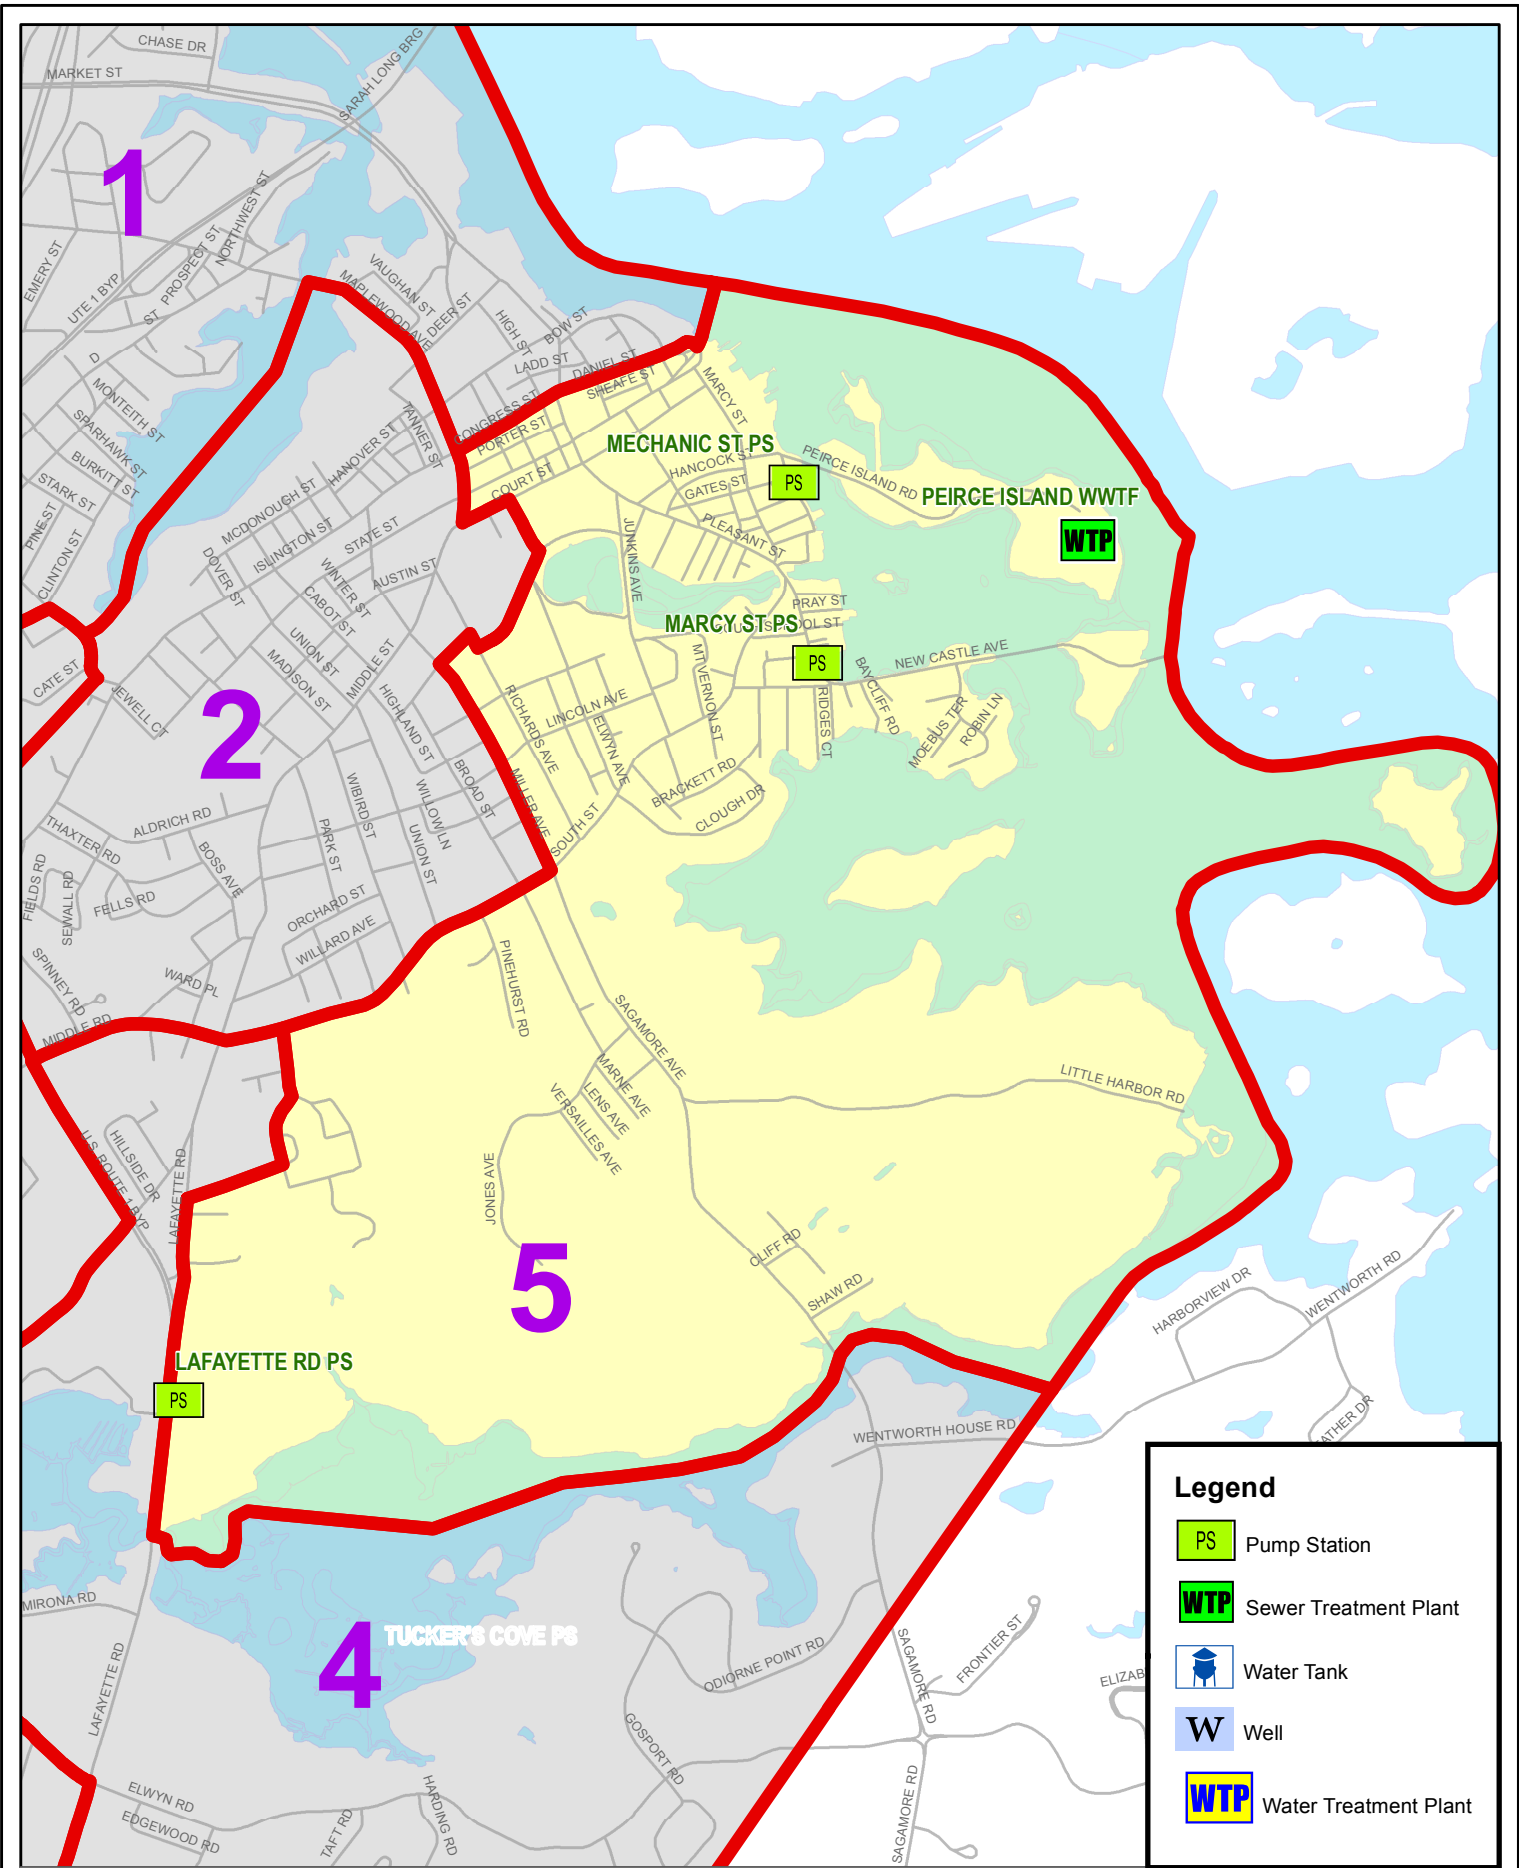 CHASE DR
MARKET ST
SARAH LONG BRG
1
NORTHWEST ST
PROSPECT ST
EMERY ST
UTE 1 BYP
ST
D
VAUGHAN ST
MAPLEWOOD AVE
DEER ST
HIGH ST
BOW ST
LADD ST
DANIEL ST
SHEAFE ST
MARCY ST
MONTEITH ST
SPARHAWK ST
BURKITT ST
STARK ST
PINE ST
CLINTON ST
TANNER ST
CONGRESS ST
PORTER ST
HANOVER ST
COURT ST
MECHANIC ST PS
PS
HANCOCK ST
GATES ST
PEIRCE ISLAND RD
PEIRCE ISLAND WWTF
WTP
MCDONOUGH ST
ISLINGTON ST
STATE ST
DOVER ST
WINTER ST
AUSTIN ST
CABOT ST
JUNKINS AVE
PLEASANT ST
PRAY ST
MARCY ST PS
OOL ST
PS
UNION ST
MADISON ST
MIDDLE ST
CATE ST
JEWELL CT
2
HIGHLAND ST
RICHARDS AVE
LINCOLN AVE
ELWYN AVE
MT VERNON ST
NEW CASTLE AVE
BAYCLIFF RD
RIDGES CT
MOEBUS TER
ROBIN LN
BROAD ST
MILLER AVE
BRACKETT RD
CLOUGH DR
SOUTH ST
WIBIRD ST
WILLOW LN
ALDRICH RD
THAXTER RD
PARK ST
UNION ST
BOSS AVE
FIELDS RD
SEWALL RD
FELLS RD
ORCHARD ST
WILLARD AVE
SPINNEY RD
WARD PL
MIDDLE RD
PINEHURST RD
SAGAMORE AVE
MARNE AVE
LENS AVE
VERSAILLES AVE
LITTLE HARBOR RD
HILLSIDE DR
U.S. ROUTE 1 BYP
LAFAYETTE RD
JONES AVE
5
CLIFF RD
SHAW RD
HARBORVIEW DR
WENTWORTH RD
LAFAYETTE RD PS
PS
WENTWORTH HOUSE RD
ATHER DR
MIRONA RD
4
TUCKER'S COVE PS
LAFAYETTE RD
ODIORNE POINT RD
SAGAMORE RD
FRONTIER ST
ELIZAB
GOSPORT RD
ELWYN RD
EDGEWOOD RD
TAFT RD
HARDING RD
SAGAMORE RD
Legend
PS Pump Station
WTP Sewer Treatment Plant
Water Tank
W Well
WTP Water Treatment Plant